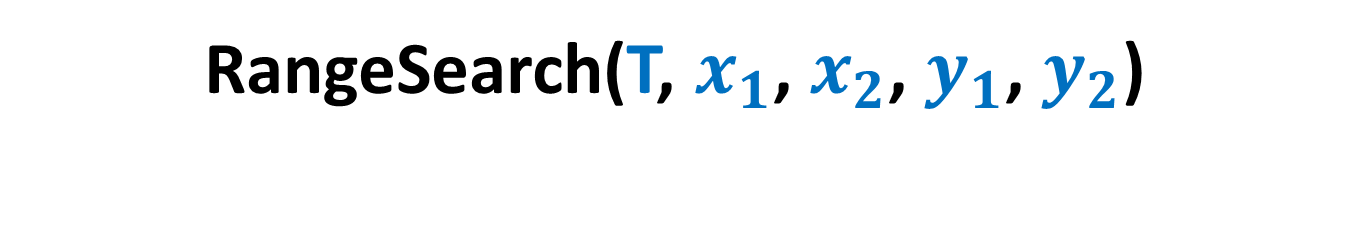 RangeSearch(T, x₁, x₂, y₁, y₂)